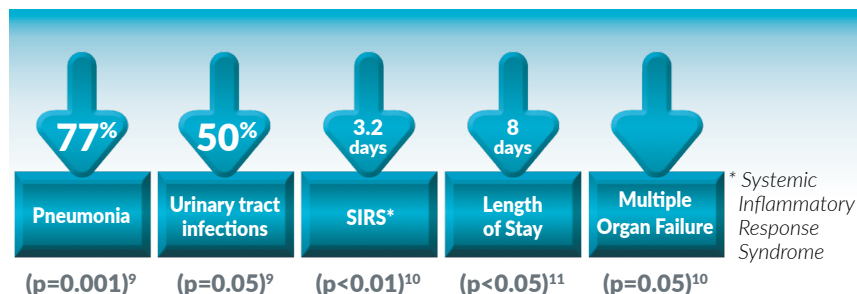 77%
50%
3.2
days
8
days
Pneumonia
Urinary tract
infections
SIRS*
Length
of Stay
Multiple
Organ Failure
* Systemic
Inflammatory
Response
Syndrome
(p=0.001)9
(p=0.05)9
(p<0.01)10
(p<0.05)11
(p=0.05)10